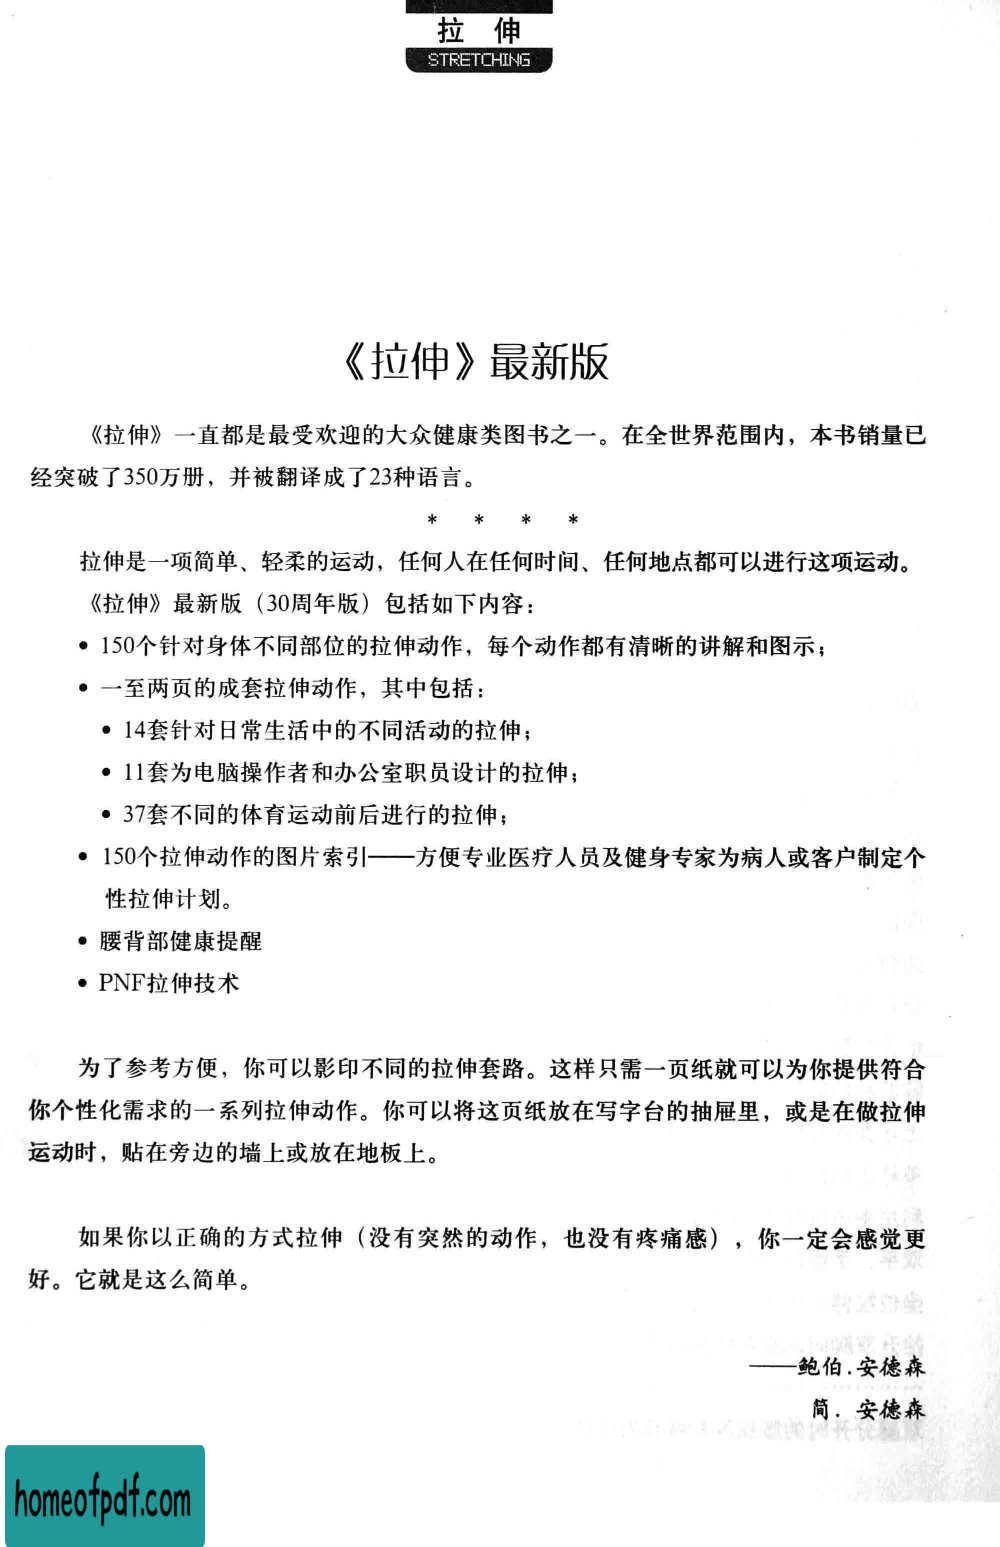 拉 伸
STRETCHING
《拉伸》最新版
《拉伸》一直都是最受欢迎的大众健康类图书之一。在全世界范围内，本书销量已
经突破了350万册，并被翻译成了23种语言。
* * * *
拉伸是一项简单、轻柔的运动，任何人在任何时间、任何地点都可以进行这项运动。
《拉伸》最新版（30周年版）包括如下内容：
• 150个针对身体不同部位的拉伸动作，每个动作都有清晰的讲解和图示；
• 一至两页的成套拉伸动作，其中包括：
• 14套针对日常生活中的不同活动的拉伸；
• 11套为电脑操作者和办公室职员设计的拉伸；
• 37套不同的体育运动前后进行的拉伸；
• 150个拉伸动作的图片索引——方便专业医疗人员及健身专家为病人或客户制定个
性拉伸计划。
• 腰背部健康提醒
• PNF拉伸技术
为了参考方便，你可以影印不同的拉伸套路。这样只需一页纸就可以为你提供符合
你个性化需求的一系列拉伸动作。你可以将这页纸放在写字台的抽屉里，或是在做拉伸
运动时，贴在旁边的墙上或放在地板上。
如果你以正确的方式拉伸（没有突然的动作，也没有疼痛感），你一定会感觉更
好。它就是这么简单。
——鲍伯.安德森
简．安德森
homeofpdf.com